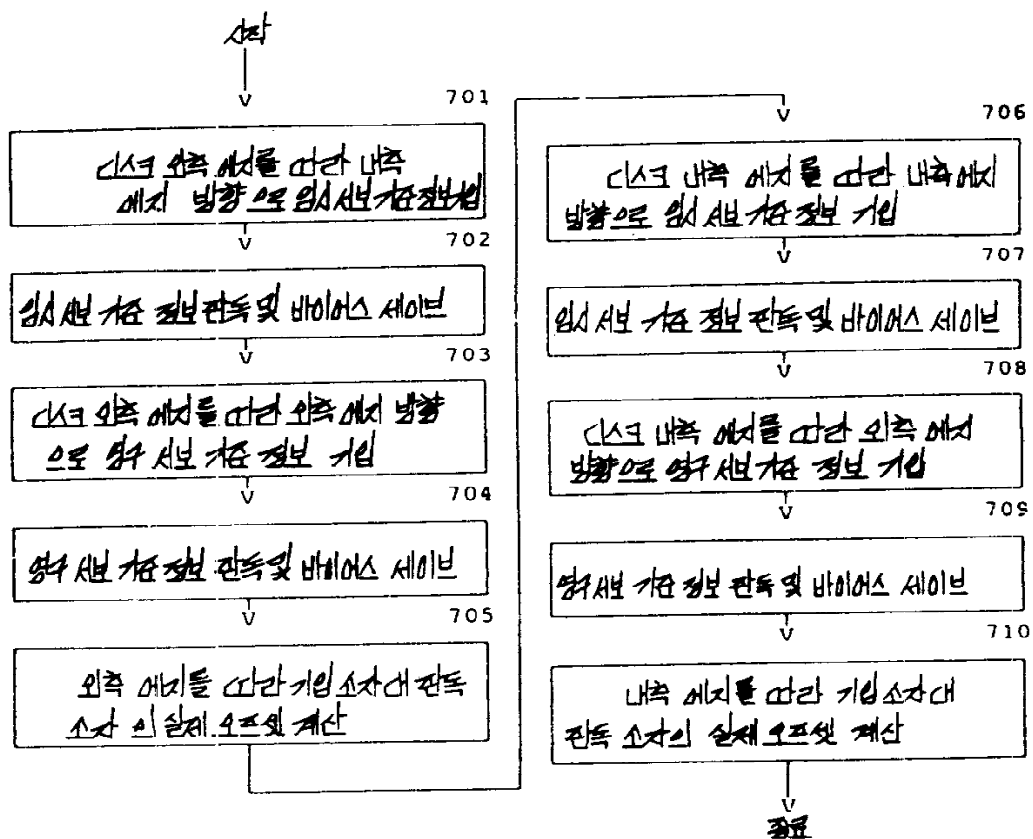 시작
701
디스크 외측 에지를 따라 내측
에지 방향으로 임시 서보 기준 정보 기입
702
임시 서보 기준 정보 판독 및 바이어스 세이브
703
디스크 외측 에지를 따라 외측 에지 방향
으로 영구 서보 기준 정보 기입
704
영구 서보 기준 정보 판독 및 바이어스 세이브
705
외측 에지를 따라 기입 소자 대 판독
소자의 실제 오프셋 계산
706
디스크 내측 에지를 따라 내측 에지
방향으로 임시 서보 기준 정보 기입
707
임시 서보 기준 정보 판독 및 바이어스 세이브
708
디스크 내측 에지를 따라 외측 에지
방향으로 영구 서보 기준 정보 기입
709
영구 서보 기준 정보 판독 및 바이어스 세이브
710
내측 에지를 따라 기입 소자 대
판독 소자의 실제 오프셋 계산
종료